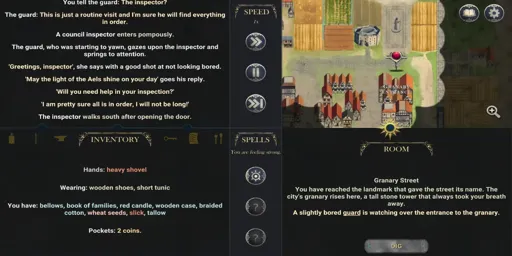 You tell the guard: The inspector?
The guard: This is just a routine visit and I'm sure he will find everything
in order.
A council inspector enters pompously.
The guard, who was starting to yawn, gazes upon the inspector and
springs to attention.
'Greetings, inspector', she says with a good shot at not looking bored.
'May the light of the Aels shine on your day' goes his reply.
'Will you need help in your inspection?'
'I am pretty sure all is in order, I will not be long!'
The inspector walks south after opening the door.
INVENTORY
Hands: heavy shovel
Wearing: wooden shoes, short tunic
You have: bellows, book of families, red candle, wooden case, braided
cotton, wheat seeds, slick, tallow
Pockets: 2 coins.
SPEED
SPELLS
You are feeling strong
?
?
GRANARY
ROOM
Granary Street
You have reached the landmark that gave the street its name. The
city's granary rises here, a tall stone tower that always took your breath
away.
A slightly bored guard is watching over the entrance to the granary.
DIG